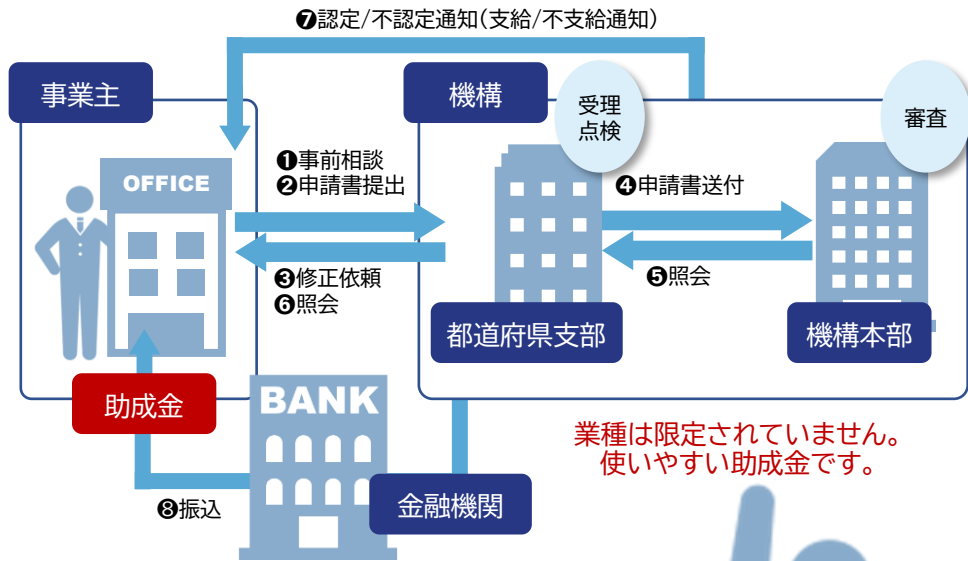 ❼認定/不認定通知(支給/不支給通知)
事業主
機構
受理
点検
審査
OFFICE
❶事前相談
❷申請書提出
❹申請書送付
❸修正依頼
❻照会
❺照会
都道府県支部
機構本部
助成金
BANK
業種は限定されていません。
使いやすい助成金です。
❽振込
金融機関